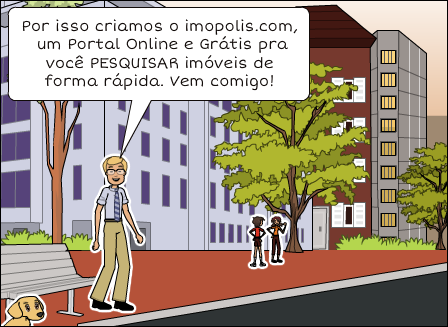 Por isso criamos o imopolis.com,
um Portal Online e Grátis pra
você PESQUISAR imóveis de
forma rápida. Vem comigo!